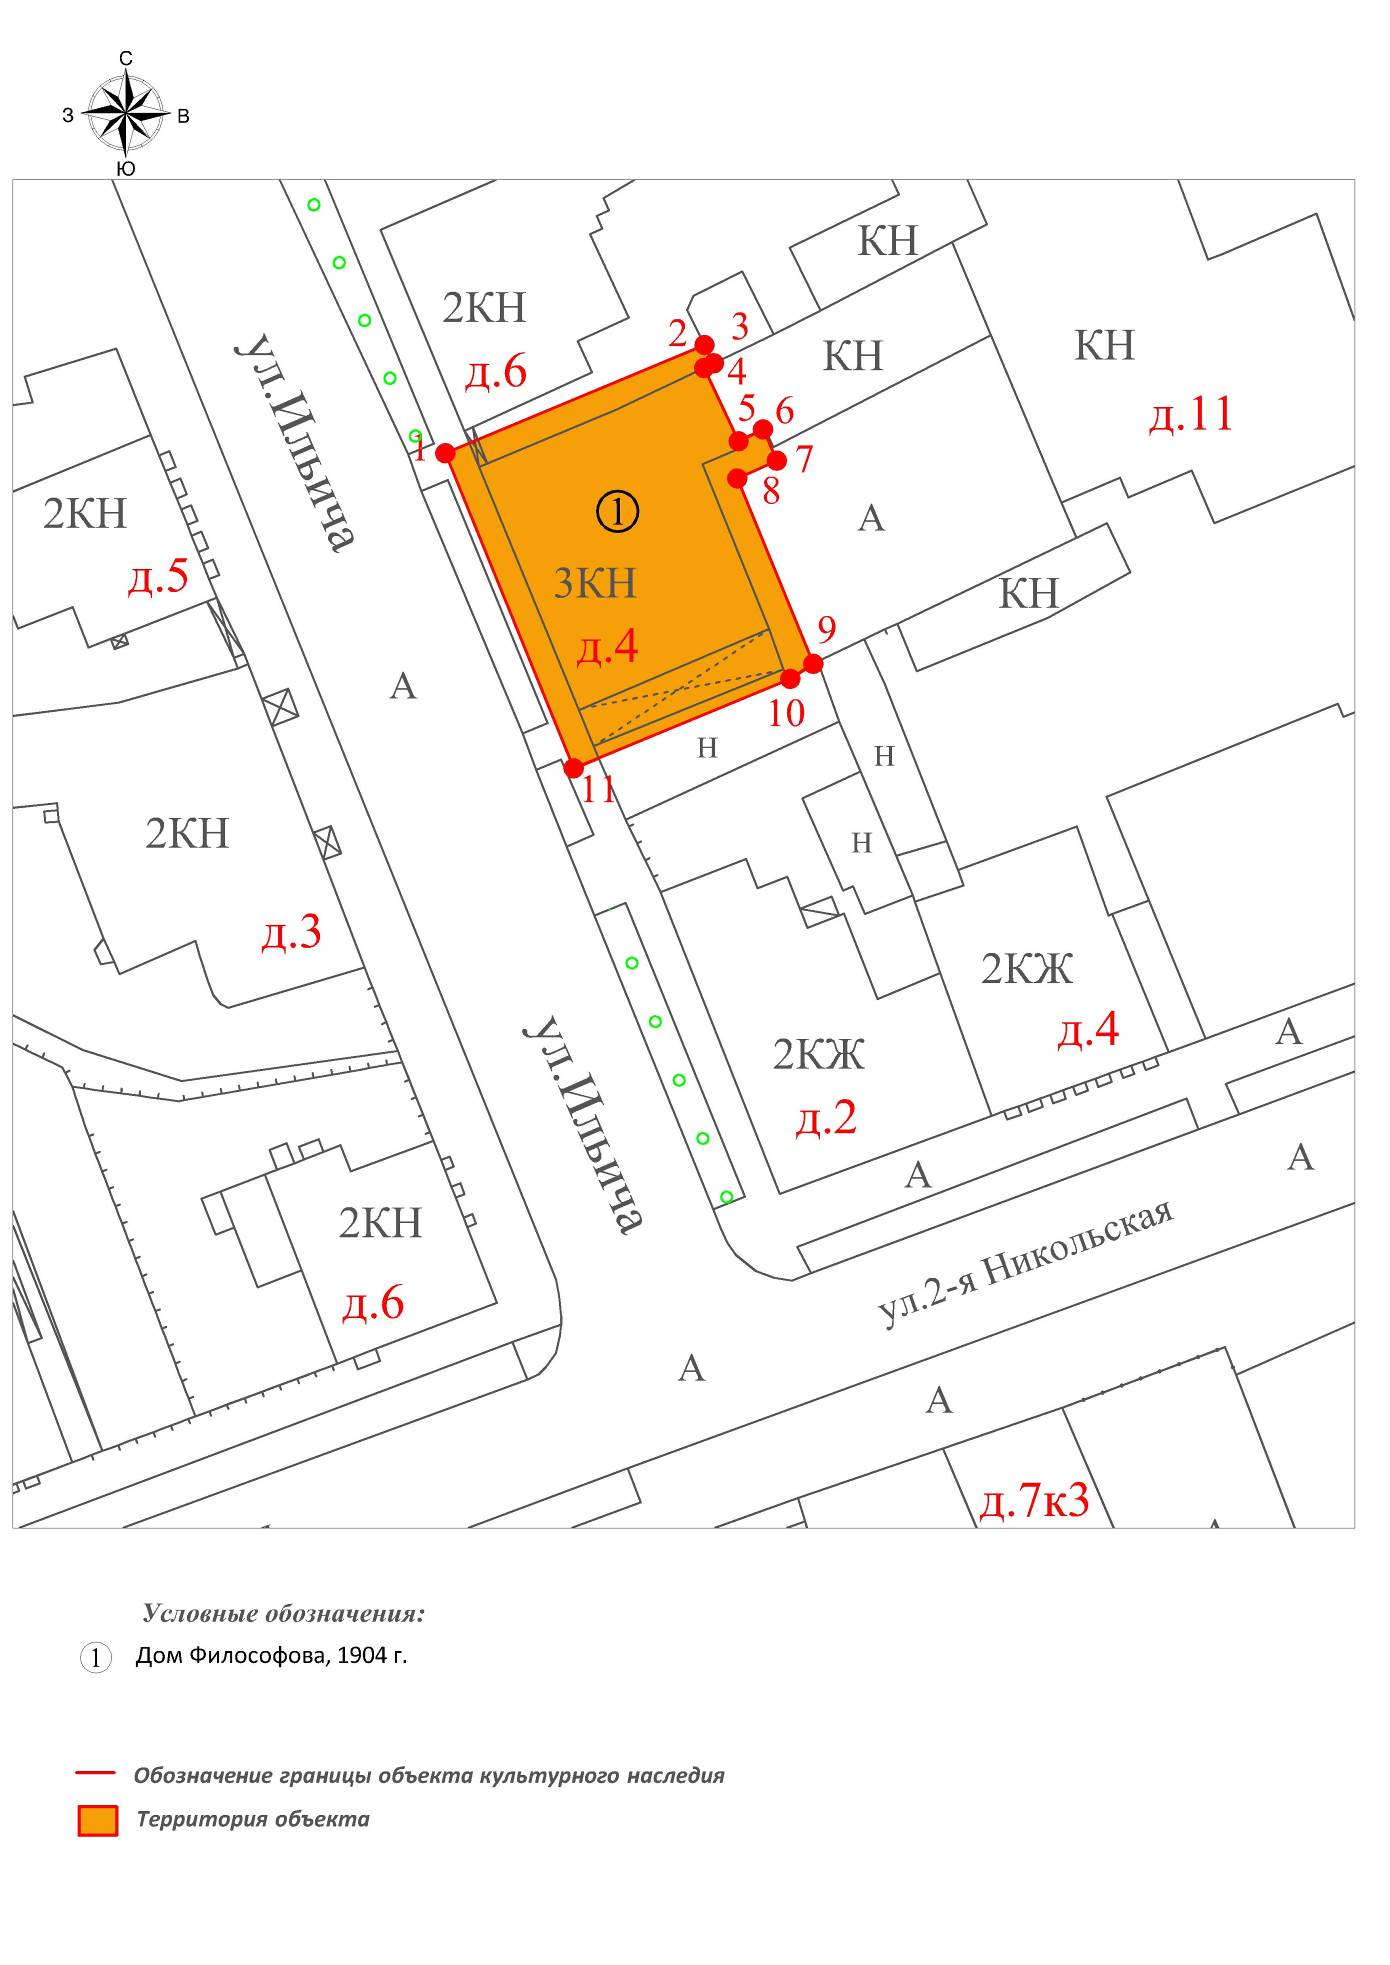 С
З В
Ю
КН
2КН
2 3
КН
КН
д.6
4
д.11
ул.Ильича
5 6
1
7
8
2КН
1
А
д.5
3КН
КН
9
д.4
А
10
Н
Н
11
2КН
Н
д.3
2КЖ
д.4
А
ул.Ильича
2КЖ
д.2
А
А
2КН
ул.2-я Никольская
д.6
А
А
д.7к3
Условные обозначения:
1 Дом Философова, 1904 г.
Обозначение границы объекта культурного наследия
Территория объекта